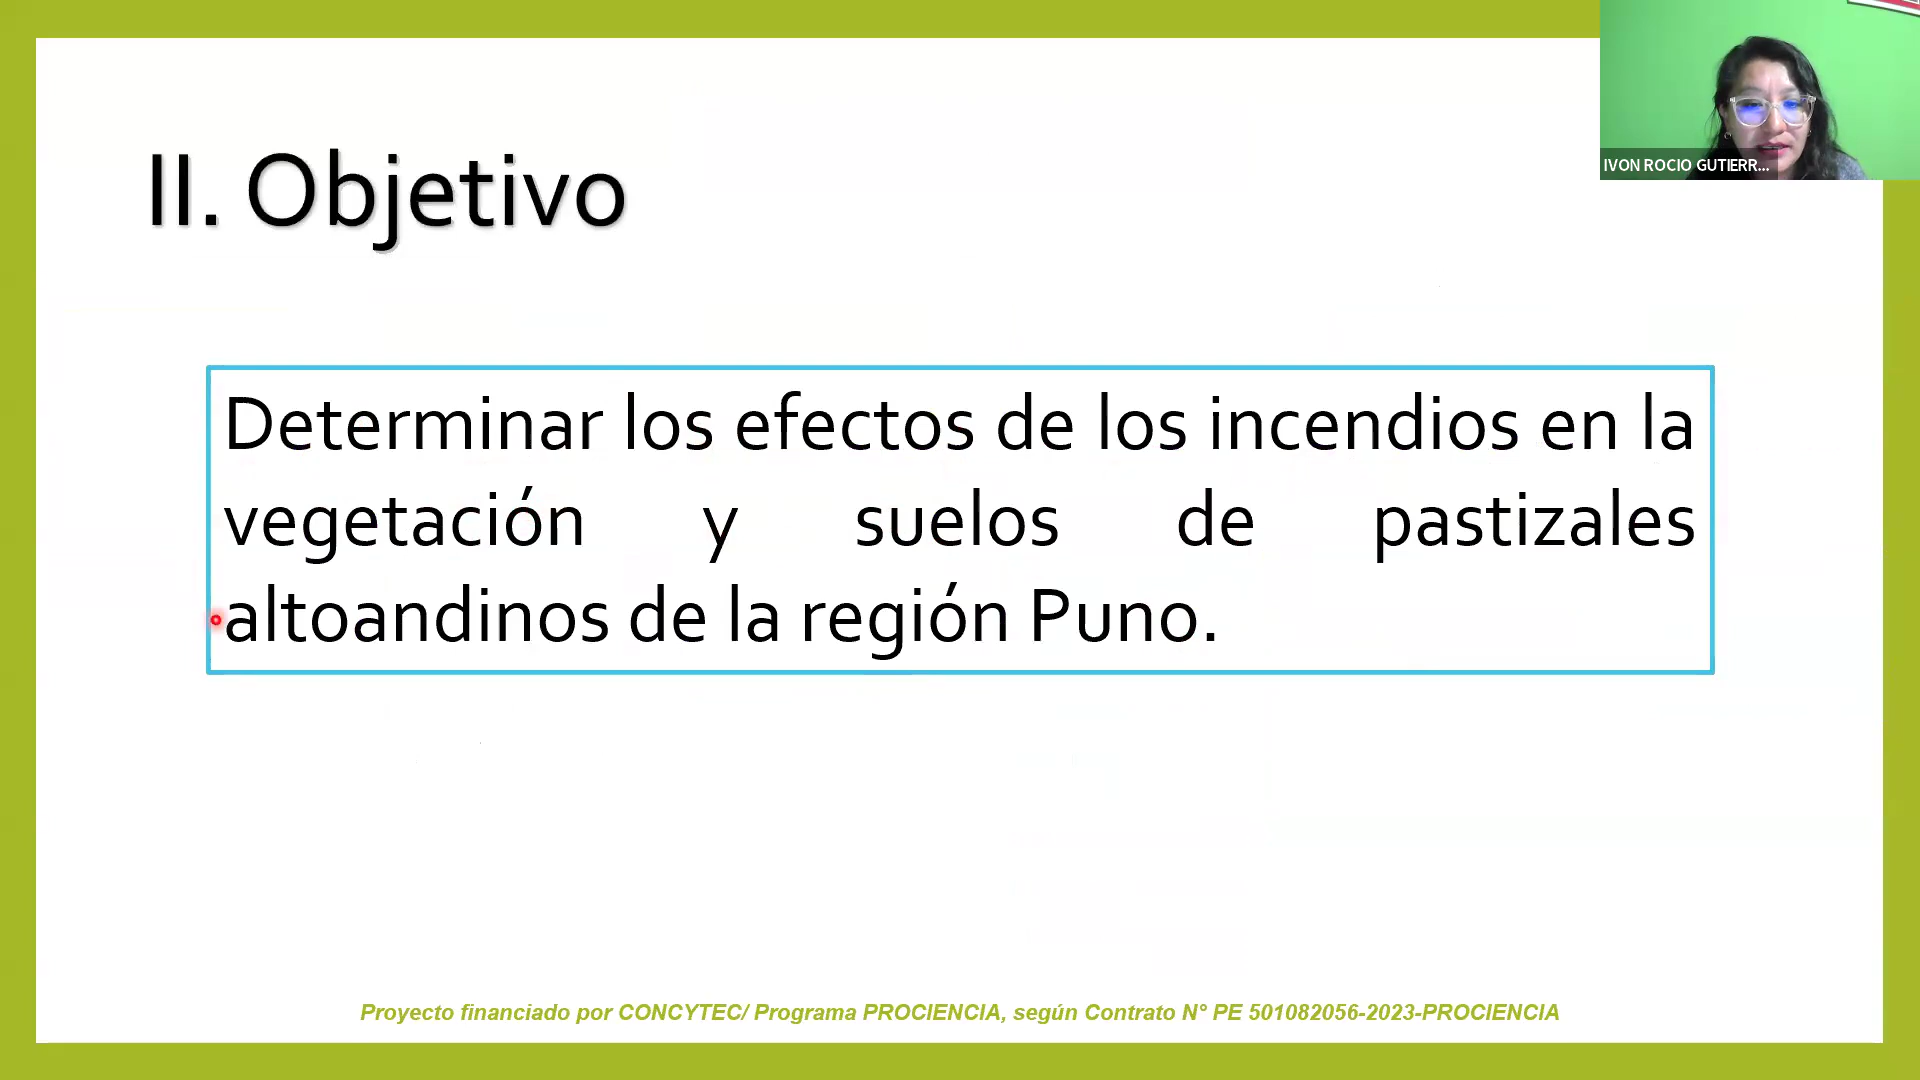 II. Objetivo
IVON ROCIO GUTIERR...
Determinar los efectos de los incendios en la
vegetación y suelos de pastizales
altoandinos de la región Puno.
Proyecto financiado por CONCYTEC/ Programa PROCIENCIA, según Contrato N° PE 501082056-2023-PROCIENCIA